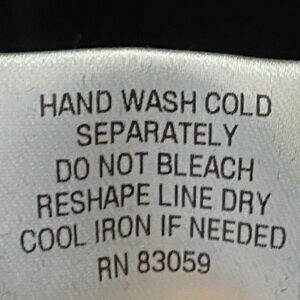 HAND WASH COLD
SEPARATELY
DO NOT BLEACH
RESHAPE LINE DRY
COOL IRON IF NEEDED
RN 83059